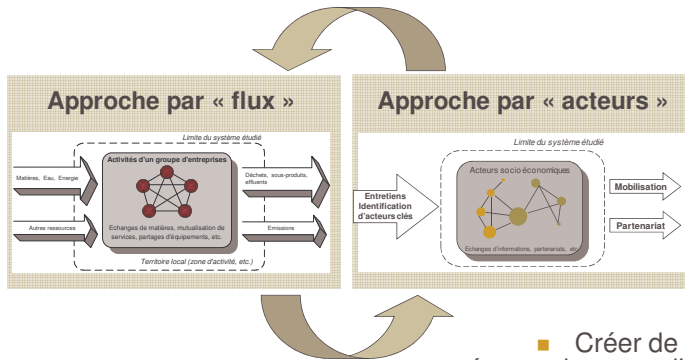 Approche par « flux »
Limite du système étudié
Activités d'un groupe d'entreprises
Matières, Eau, Energie
Déchets, sous-produits,
effluents
Autres ressources
Echanges de matières, mutualisation de
services, partages d'équipements, etc.
Emissions
Territoire local (zone d'activité, etc.)
Approche par « acteurs »
Limite du système étudié
Acteurs socio économiques
Entretiens
Identification
d'acteurs clés
Mobilisation
Partenariat
Echanges d'informations, partenariats, etc.
Créer de